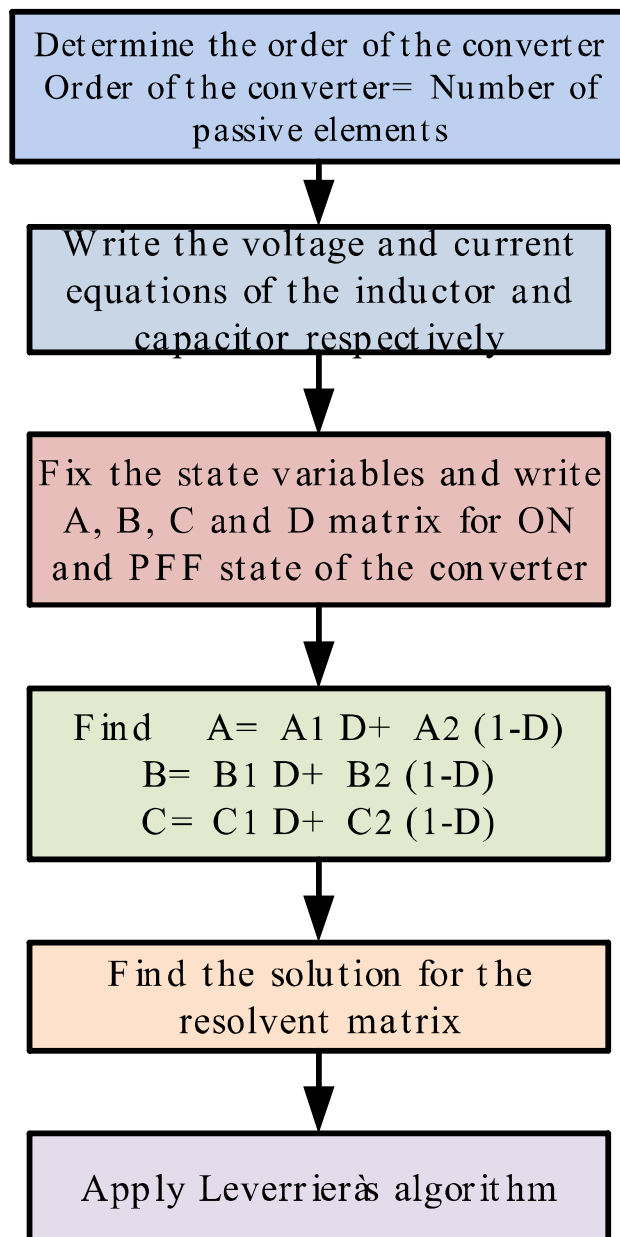 Determine the order of the converter
Order of the converter= Number of
passive elements
Write the voltage and current
equations of the inductor and
capacitor respectively
Fix the state variables and write
A, B, C and D matrix for ON
and PFF state of the converter
Find A= A1 D+ A2 (1-D)
B= B1 D+ B2 (1-D)
C= C1 D+ C2 (1-D)
Find the solution for the
resolvent matrix
Apply Leverrieràs algorithm